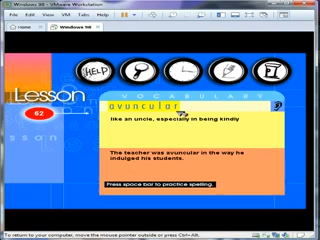 Windows 98 - VMware Workstation
File Edit View VM Tabs Help
Home Windows 98
HELP
Lesson
62
VOCABULARY
avuncular
like an uncle, especially in being kindly
The teacher was avuncular in the way he
indulged his students.
Press space bar to practice spelling.
To return to your computer, move the mouse pointer outside or press Ctrl+Alt.